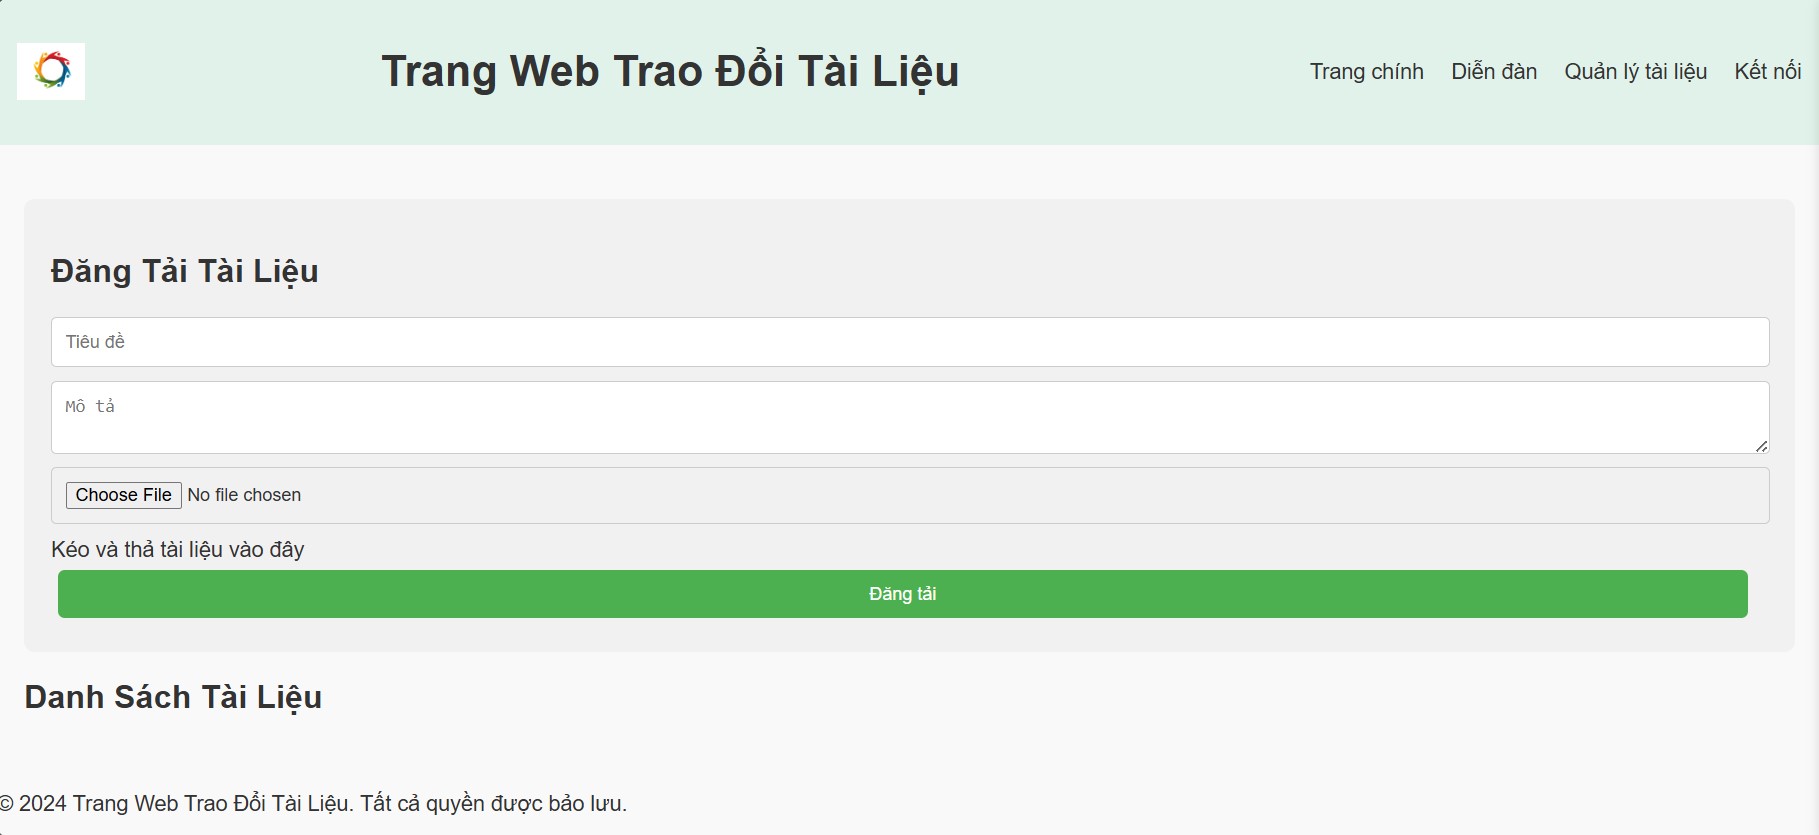 Trang Web Trao Đổi Tài Liệu
Trang chính Diễn đàn Quản lý tài liệu Kết nối
Đăng Tải Tài Liệu
Tiêu đề
Mô tả
Choose File No file chosen
Kéo và thả tài liệu vào đây
Đăng tải
Danh Sách Tài Liệu
© 2024 Trang Web Trao Đổi Tài Liệu. Tất cả quyền được bảo lưu.